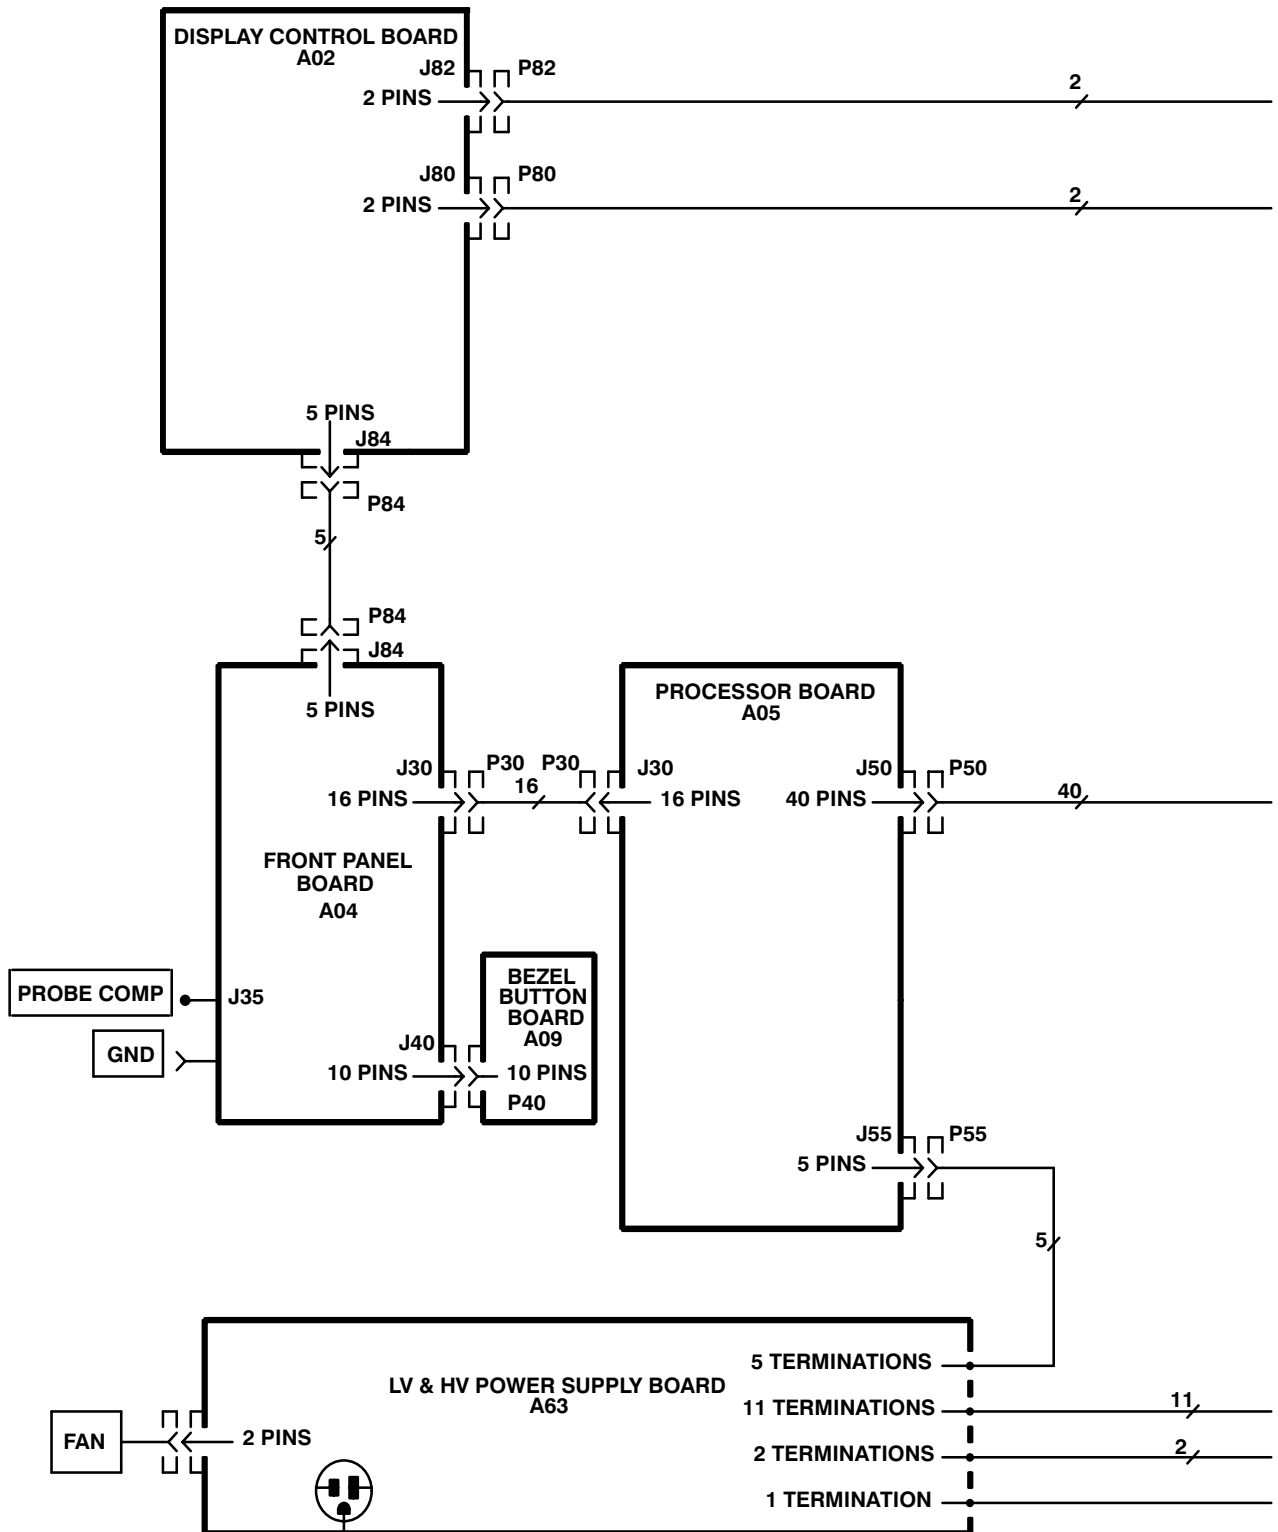 DISPLAY CONTROL BOARD
A02
J82
P82
2 PINS
2
J80
P80
2 PINS
2
5 PINS
J84
P84
5
P84
J84
5 PINS
PROCESSOR BOARD
A05
J30
P30
P30
J30
J50
P50
16 PINS
16
16 PINS
40 PINS
40
FRONT PANEL
BOARD
A04
PROBE COMP
J35
GND
BEZEL
BUTTON
BOARD
A09
J40
10 PINS
10 PINS
P40
J55
P55
5 PINS
5
LV & HV POWER SUPPLY BOARD
A63
5 TERMINATIONS
11 TERMINATIONS
11
FAN
2 PINS
2 TERMINATIONS
2
1 TERMINATION